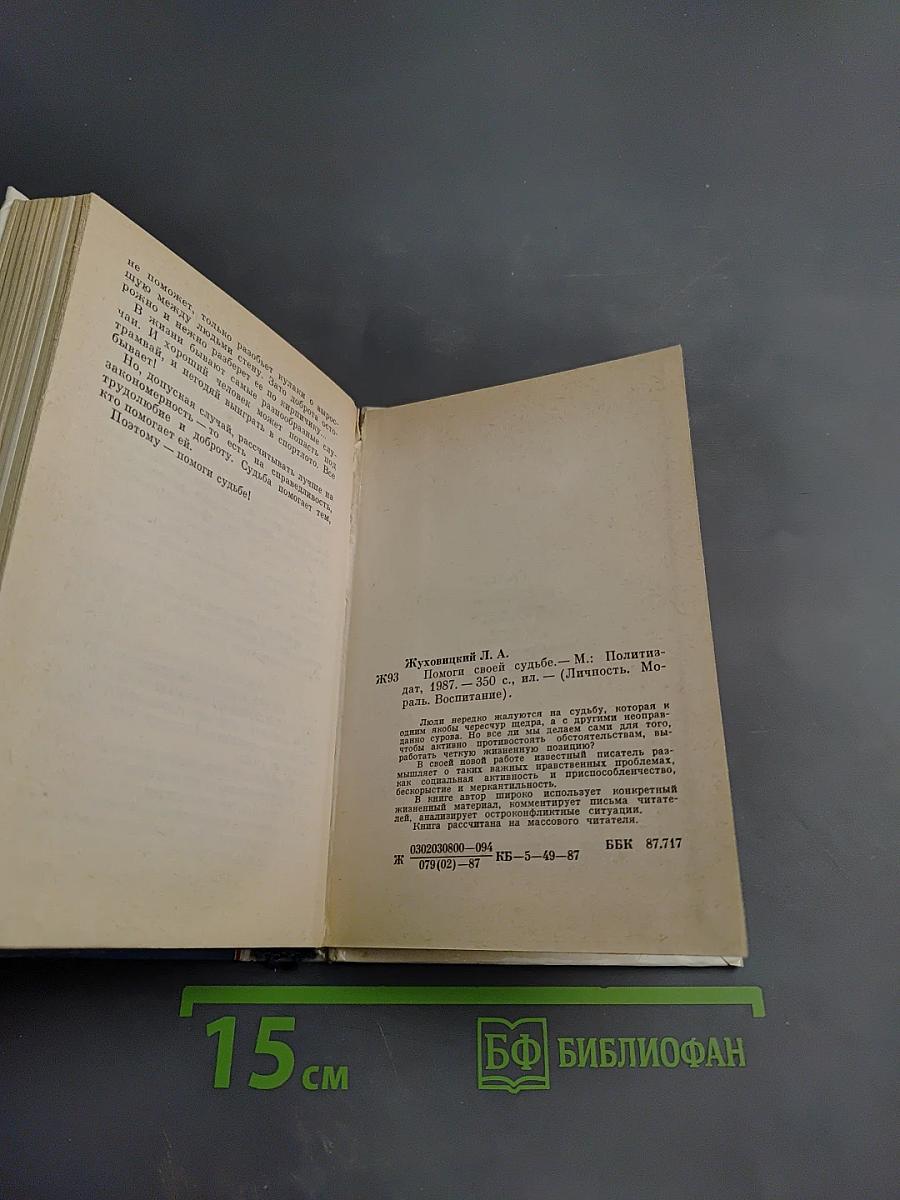 не поможет, только разобьет кулаки о вырос-
шую между людьми стену. Зато доброта осто-
рожно и нежно разберет ее по кирпичику.
В жизни бывают самые разнообразные слу-
чаи. И хороший человек может попасть под
трамвай, и негодяй выиграть в спортлото. Все
бывает!
Но, допуская случай, рассчитывать лучше на
закономерность — то есть на справедливость,
трудолюбие и доброту. Судьба помогает тем,
кто помогает ей.
Поэтому — помоги судьбе!
Жуховицкий Л. А.
Ж93 Помоги своей судьбе.— М.: Политиз-
дат, 1987. — 350 с., ил. — (Личность. Мо-
раль. Воспитание).
Люди нередко жалуются на судьбу, которая к
одним якобы чересчур щедра, а с другими неоправ-
данно сурова. Но все ли мы делаем сами для того,
чтобы активно противостоять обстоятельствам, вы-
работать четкую жизненную позицию?
В своей новой работе известный писатель раз-
мышляет о таких важных нравственных проблемах,
как социальная активность и приспособленчество,
бескорыстие и меркантильность.
В книге автор широко использует конкретный
жизненный материал, комментирует письма читате-
лей, анализирует остроконфликтные ситуации.
Книга рассчитана на массового читателя.
Ж 0302030800—094
079(02)—87 КБ—5—49—87
ББК 87.717
15 см
БФ БИБЛИОФАН